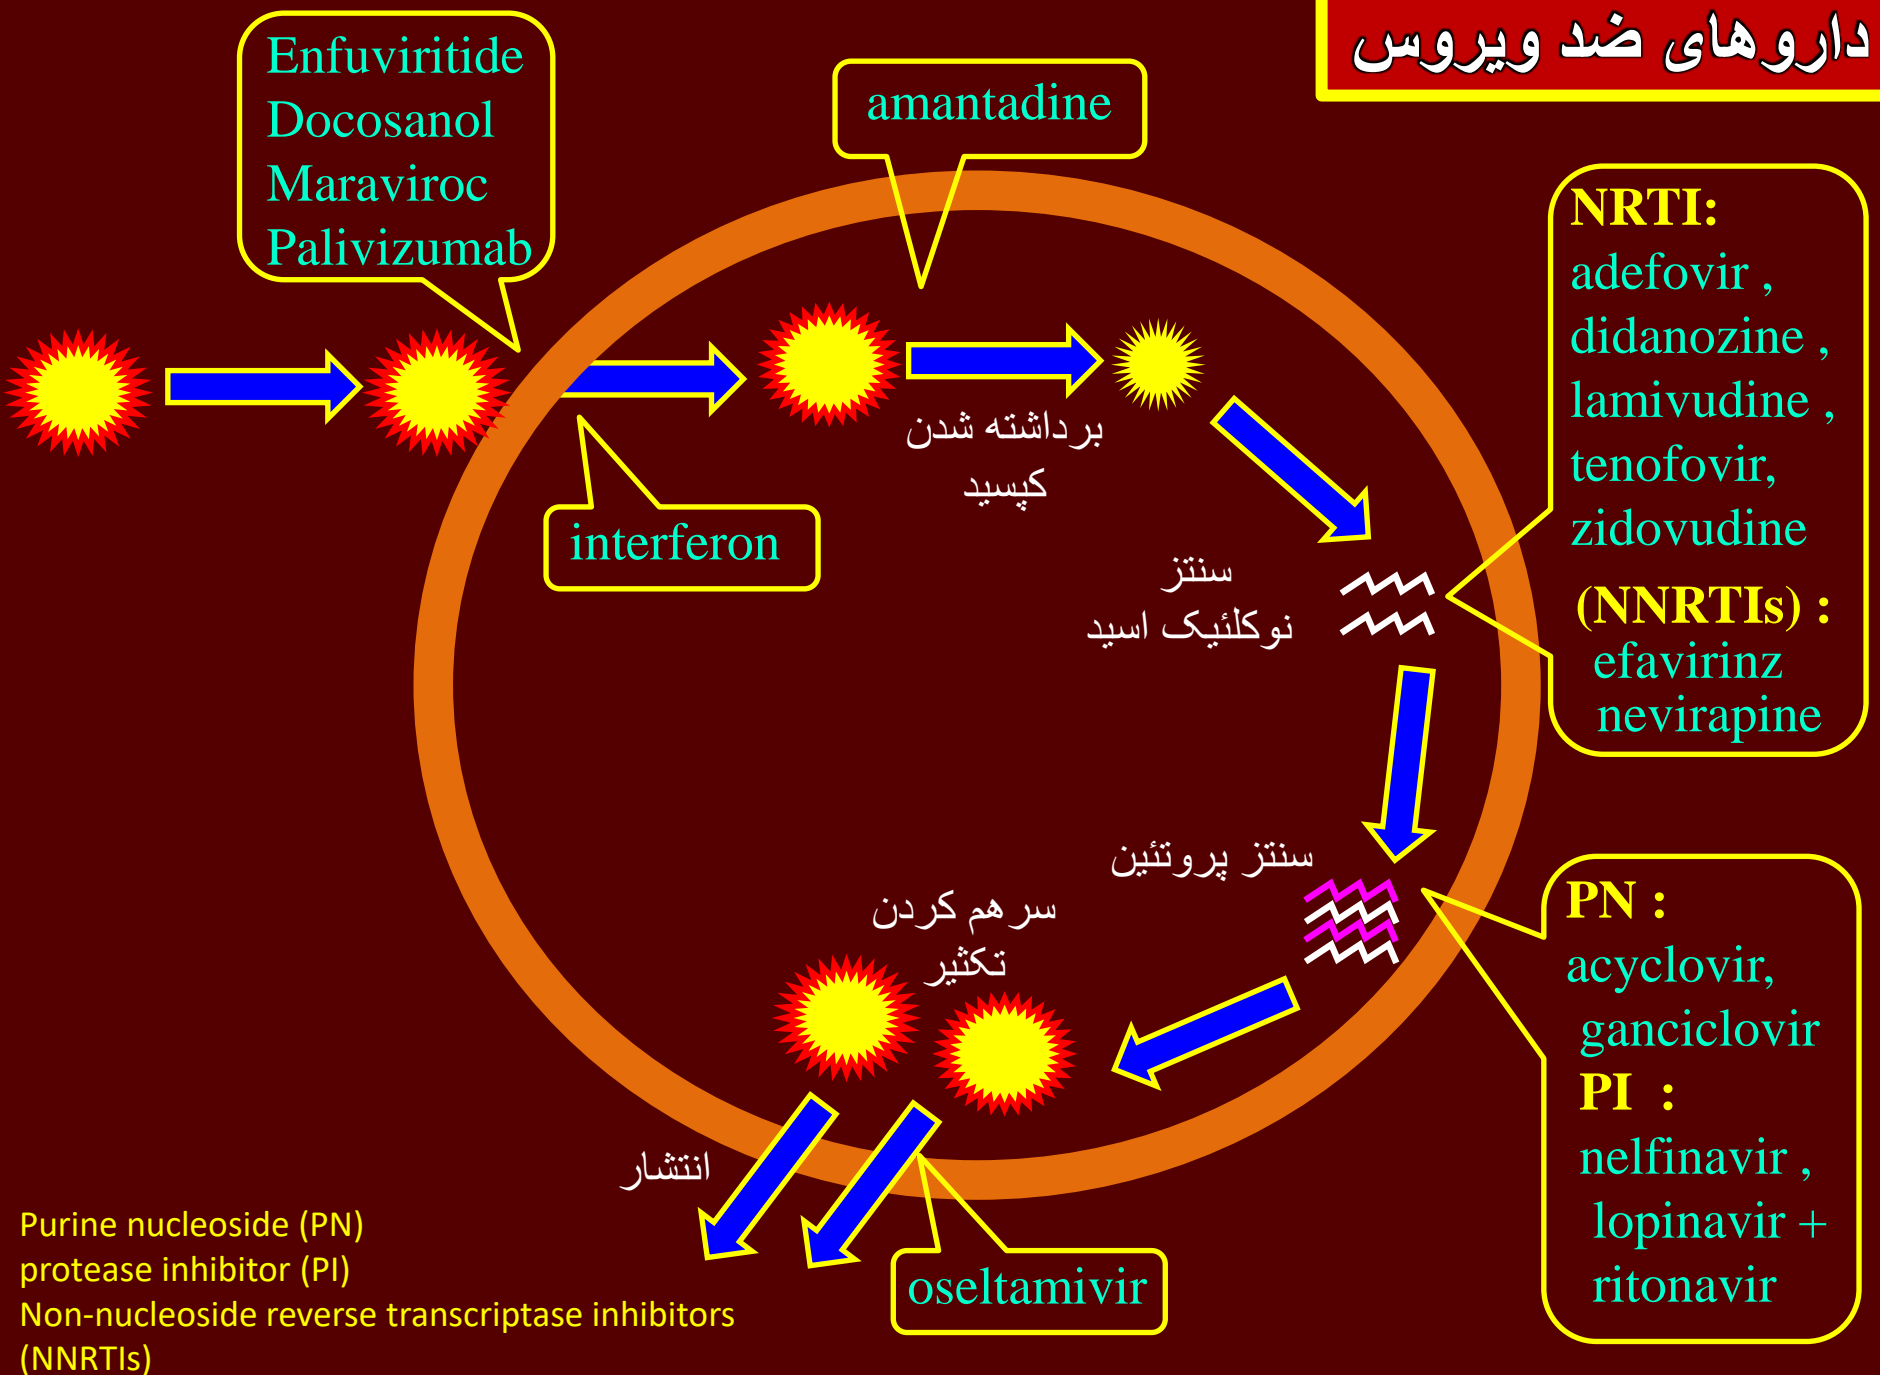 داروهای ضد ویروس
Enfuviritide
Docosanol
Maraviroc
Palivizumab
amantadine
interferon
برداشته شدن
کپسید
سنتز
نوکلئیک اسید
NRTI:
adefovir ,
didanozine ,
lamivudine ,
tenofovir,
zidovudine
(NNRTIs) :
efavirinz
nevirapine
سنتز پروتئین
PN :
acyclovir,
ganciclovir
PI :
nelfinavir ,
lopinavir +
ritonavir
سر هم کردن
تکثیر
انتشار
oseltamivir
Purine nucleoside (PN)
protease inhibitor (PI)
Non-nucleoside reverse transcriptase inhibitors
(NNRTIs)